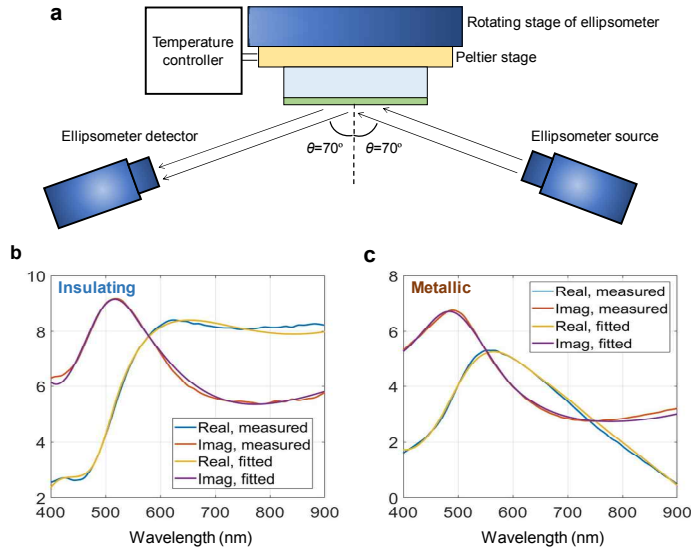 a
Rotating stage of ellipsometer
Temperature
controller
Peltier stage
Ellipsometer detector
Ellipsometer source
θ=70°
θ=70°
b
c
10
Insulating
8
6
4
2
Real, measured
Imag, measured
Real, fitted
Imag, fitted
400
500
600
700
800
900
Wavelength (nm)
8
Metallic
6
4
2
0
Real, measured
Imag, measured
Real, fitted
Imag, fitted
400
500
600
700
800
900
Wavelength (nm)